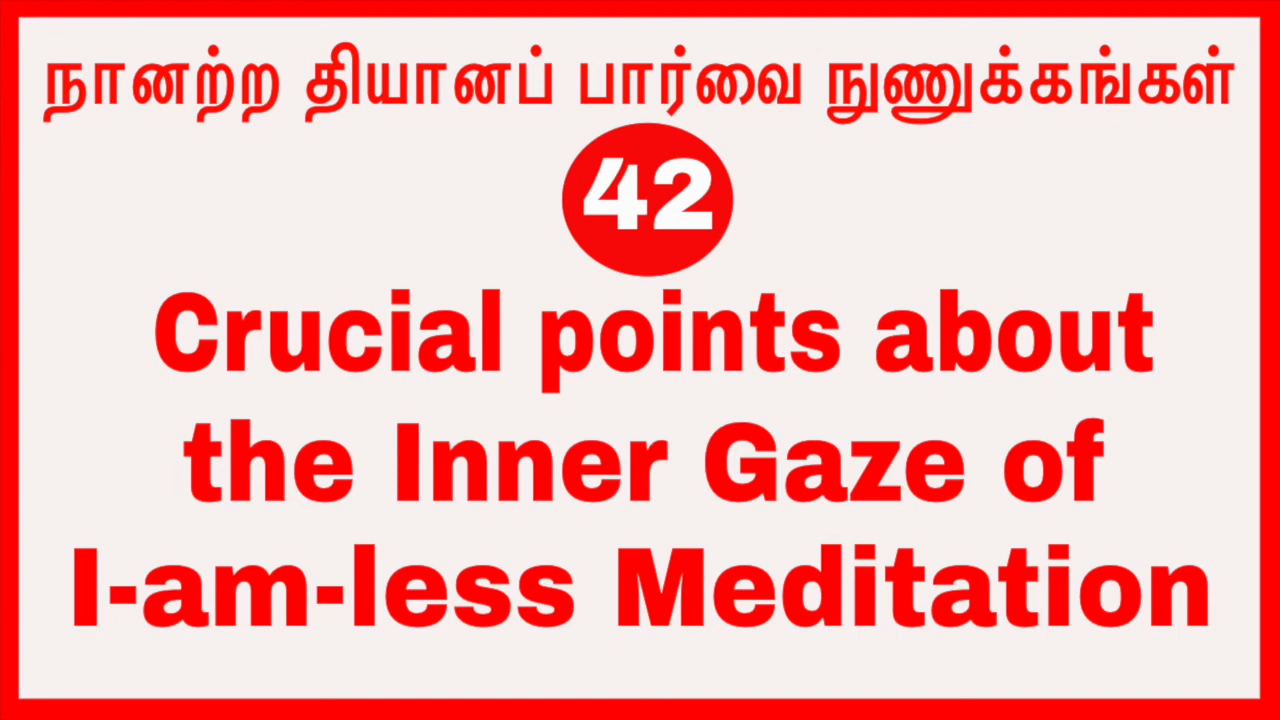 நானற்ற தியானப் பார்வை நுணுக்கங்கள்
42
Crucial points about
the Inner Gaze of
I-am-less Meditation